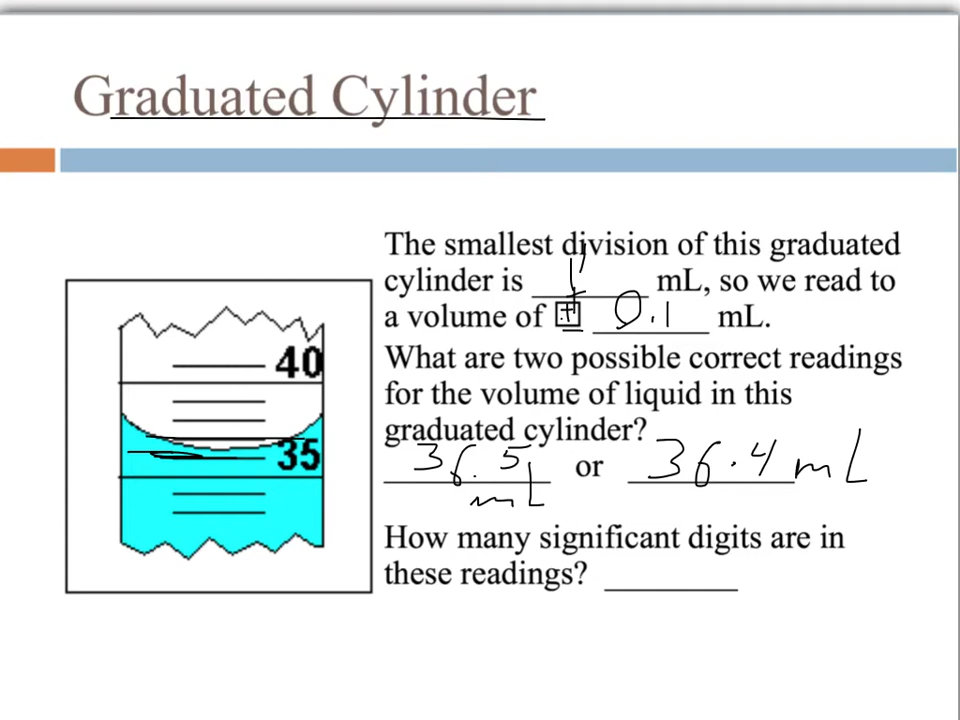 Graduated Cylinder
The smallest division of this graduated
cylinder is 1 mL, so we read to
a volume of ± 0.1 mL.
What are two possible correct readings
for the volume of liquid in this
graduated cylinder?
36.5 mL or 36.4 mL
How many significant digits are in
these readings?
40
35